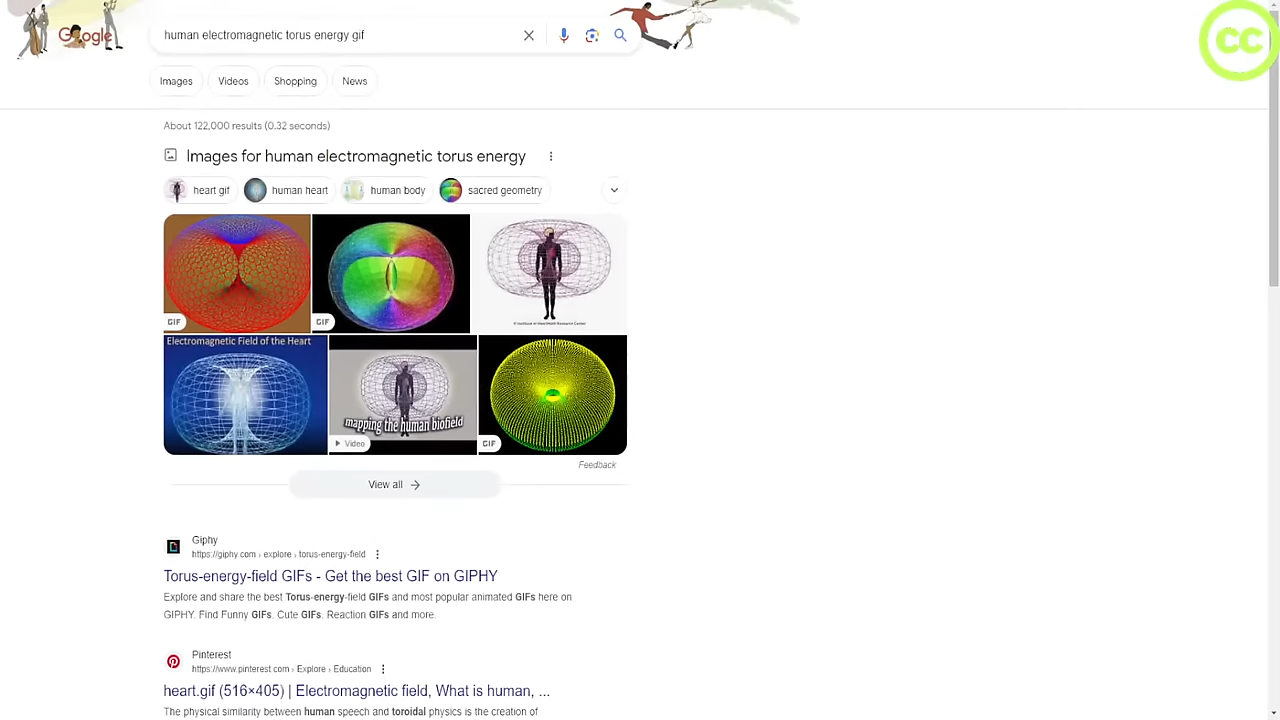 Google
human electromagnetic torus energy gif
CC
Images
Videos
Shopping
News
About 122,000 results (0.32 seconds)
Images for human electromagnetic torus energy
heart gif
human heart
human body
sacred geometry
GIF
GIF
© Institute of HeartMath Research Center
Electromagnetic Field of the Heart
mapping the human biofield
Video
GIF
Feedback
View all
Giphy
https://giphy.com › explore › torus-energy-field
Torus-energy-field GIFs - Get the best GIF on GIPHY
Explore and share the best Torus-energy-field GIFs and most popular animated GIFs here on
GIPHY. Find Funny GIFs, Cute GIFs, Reaction GIFs and more.
Pinterest
https://www.pinterest.com › Explore › Education
heart.gif (516×405) | Electromagnetic field, What is human, ...
The physical similarity between human speech and toroidal physics is the creation of